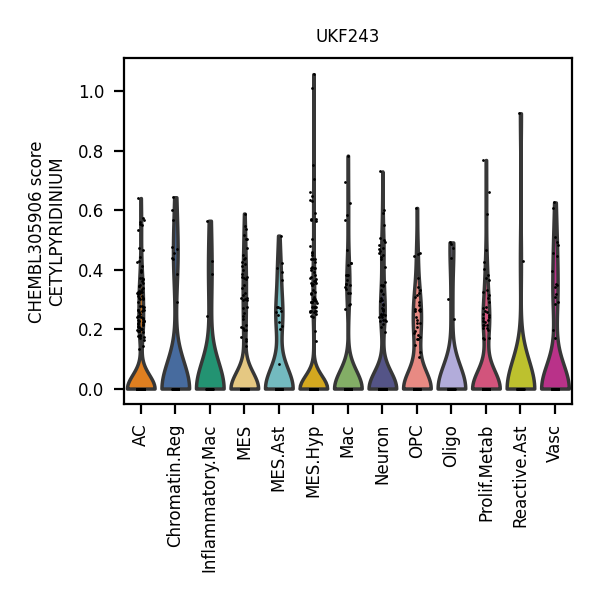 UKF243
CHEMBL305906 score
CETYLPYRIDINIUM
1.0
0.8
0.6
0.4
0.2
0.0
AC
Chromatin.Reg
Inflammatory.Mac
MES
MES.Ast
MES.Hyp
Mac
Neuron
OPC
Oligo
Prolif.Metab
Reactive.Ast
Vasc